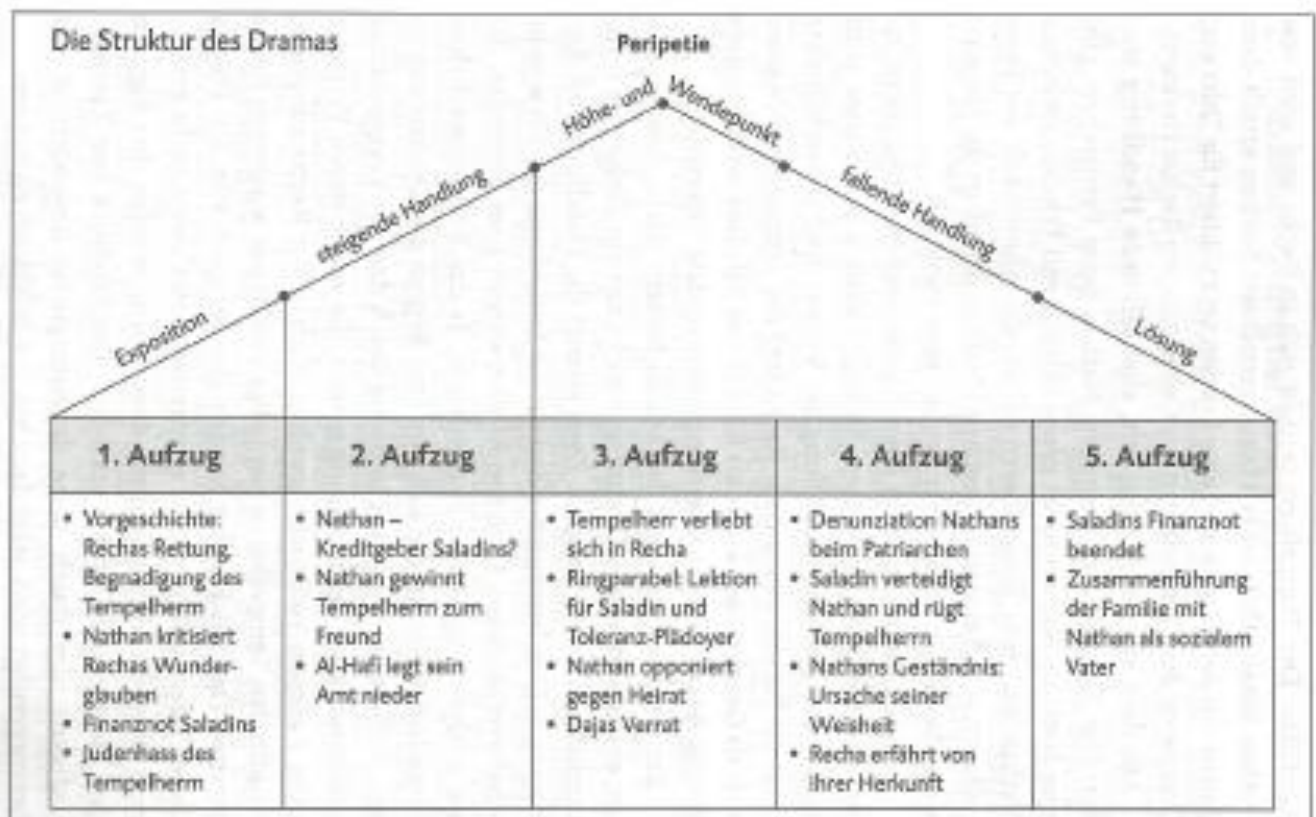 Die Struktur des Dramas
Peripetie
Exposition
steigende Handlung
Höhe- und
Wendepunkt
fallende Handlung
Lösung
1. Aufzug
• Vorgeschichte:
Rechas Rettung,
Begnadigung des
Tempelherrn
• Nathan kritisiert
Rechas Wunder-
glauben
• Finanznot Saladins
• Judenhass des
Tempelherrn
2. Aufzug
• Nathan –
Kreditgeber Saladins?
• Nathan gewinnt
Tempelherrn zum
Freund
• Al-Hafi legt sein
Amt nieder
3. Aufzug
• Tempelherr verliebt
sich in Recha
• Ringparabel: Lektion
für Saladin und
Toleranz-Plädoyer
• Nathan opponiert
gegen Heirat
• Dajas Verrat
4. Aufzug
• Denunziation Nathans
beim Patriarchen
• Saladin verteidigt
Nathan und rügt
Tempelherrn
• Nathans Geständnis:
Ursache seiner
Weisheit
• Recha erfährt von
ihrer Herkunft
5. Aufzug
• Saladins Finanznot
beendet
• Zusammenführung
der Familie mit
Nathan als sozialem
Vater